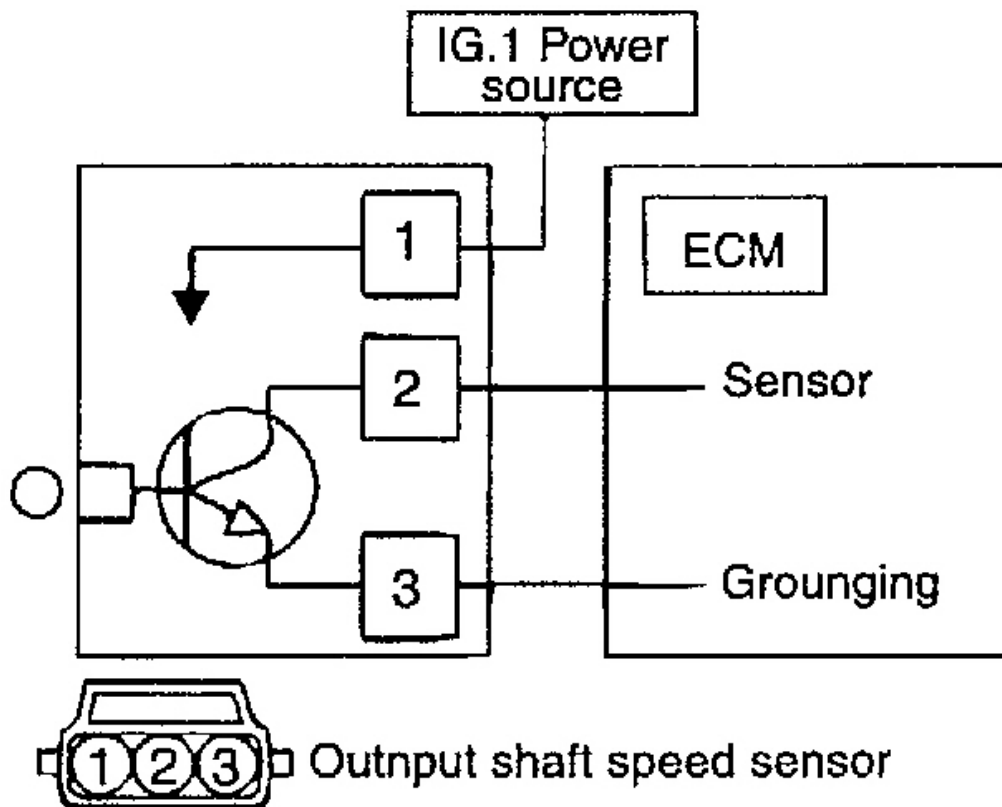 IG.1 Power
source
1
ECM
2
Sensor
3
Grounging
1 2 3
Outnput shaft speed sensor